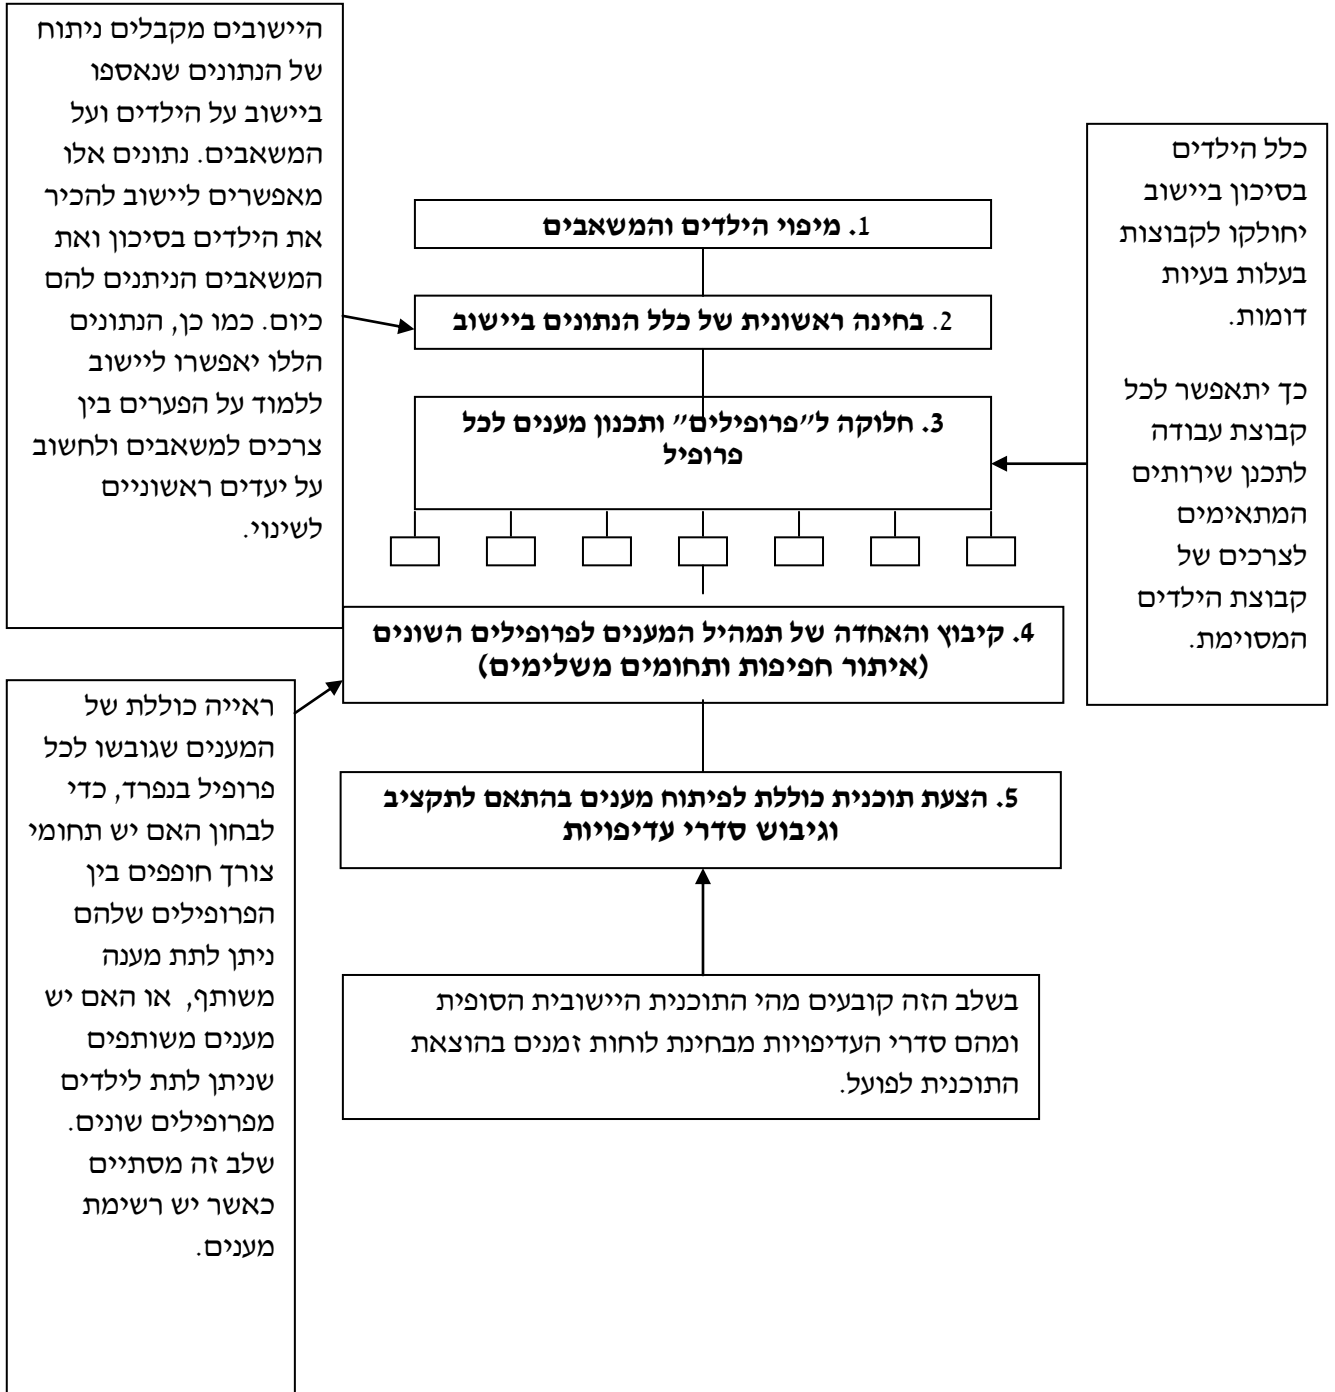 היישובים מקבלים ניתוח
של הנתונים שנאספו
ביישוב על הילדים ועל
המשאבים. נתונים אלו
מאפשרים ליישוב להכיר
את הילדים בסיכון ואת
המשאבים הניתנים להם
כיום. כמו כן, הנתונים
הללו יאפשרו ליישוב
ללמוד על הפערים בין
צרכים למשאבים ולחשוב
על יעדים ראשוניים
לשינוי.
כלל הילדים
בסיכון ביישוב
יחולקו לקבוצות
בעלות בעיות
דומות.
כך יתאפשר לכל
קבוצת עבודה
לתכנן שירותים
המתאימים
לצרכים של
קבוצת הילדים
המסוימת.
1. מיפוי הילדים והמשאבים
2. בחינה ראשונית של כלל הנתונים ביישוב
3. חלוקה ל"פרופילים" ותכנון מענים לכל
פרופיל
4. קיבוץ והאחדה של תמהיל המענים לפרופילים השונים
(איתור חפיפות ותחומים משלימים)
ראייה כוללת של
המענים שגובשו לכל
פרופיל בנפרד, כדי
לבחון האם יש תחומי
צורך חופפים בין
הפרופילים שלהם
ניתן לתת מענה
משותף, או האם יש
מענים משותפים
שניתן לתת לילדים
מפרופילים שונים.
שלב זה מסתיים
כאשר יש רשימת
מענים.
5. הצעת תוכנית כוללת לפיתוח מענים בהתאם לתקציב
וגיבוש סדרי עדיפויות
בשלב הזה קובעים מהי התוכנית היישובית הסופית
ומהם סדרי העדיפויות מבחינת לוחות זמנים בהוצאת
התוכנית לפועל.